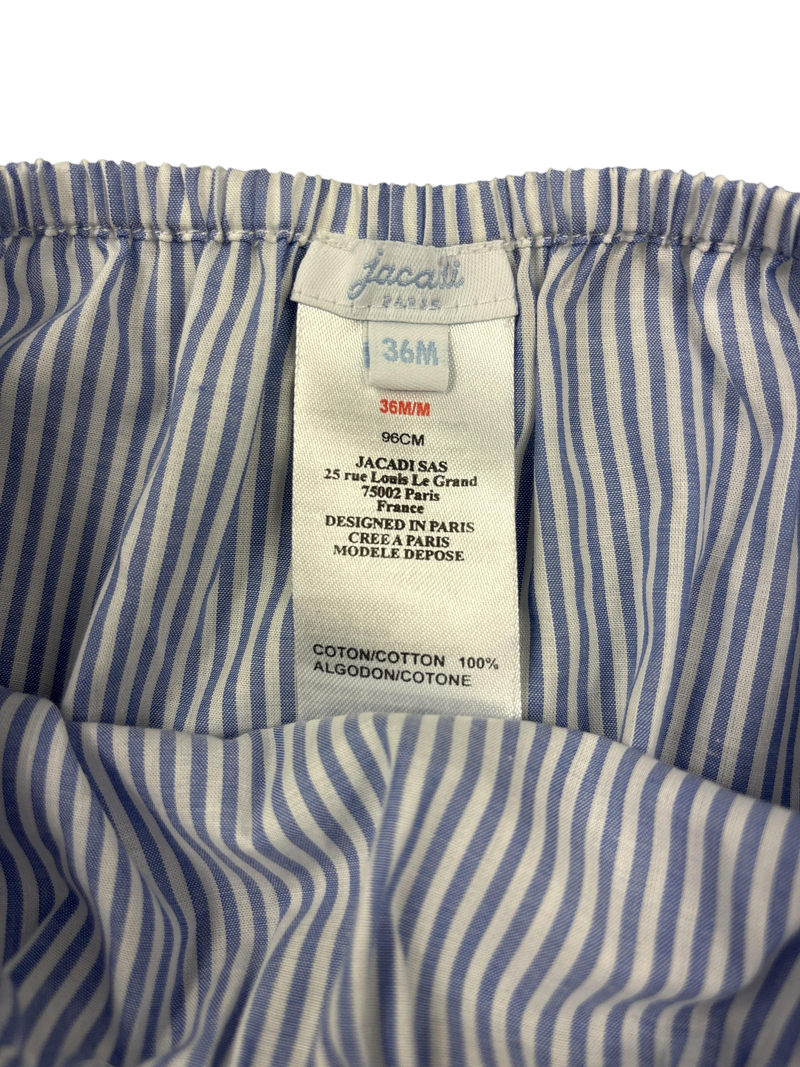 Jacadi
PARIS
36M
36M/M
96CM
JACADI SAS
25 rue Louis Le Grand
75002 Paris
France
DESIGNED IN PARIS
CREE A PARIS
MODELE DEPOSE
COTON/COTTON 100%
ALGODON/COTONE